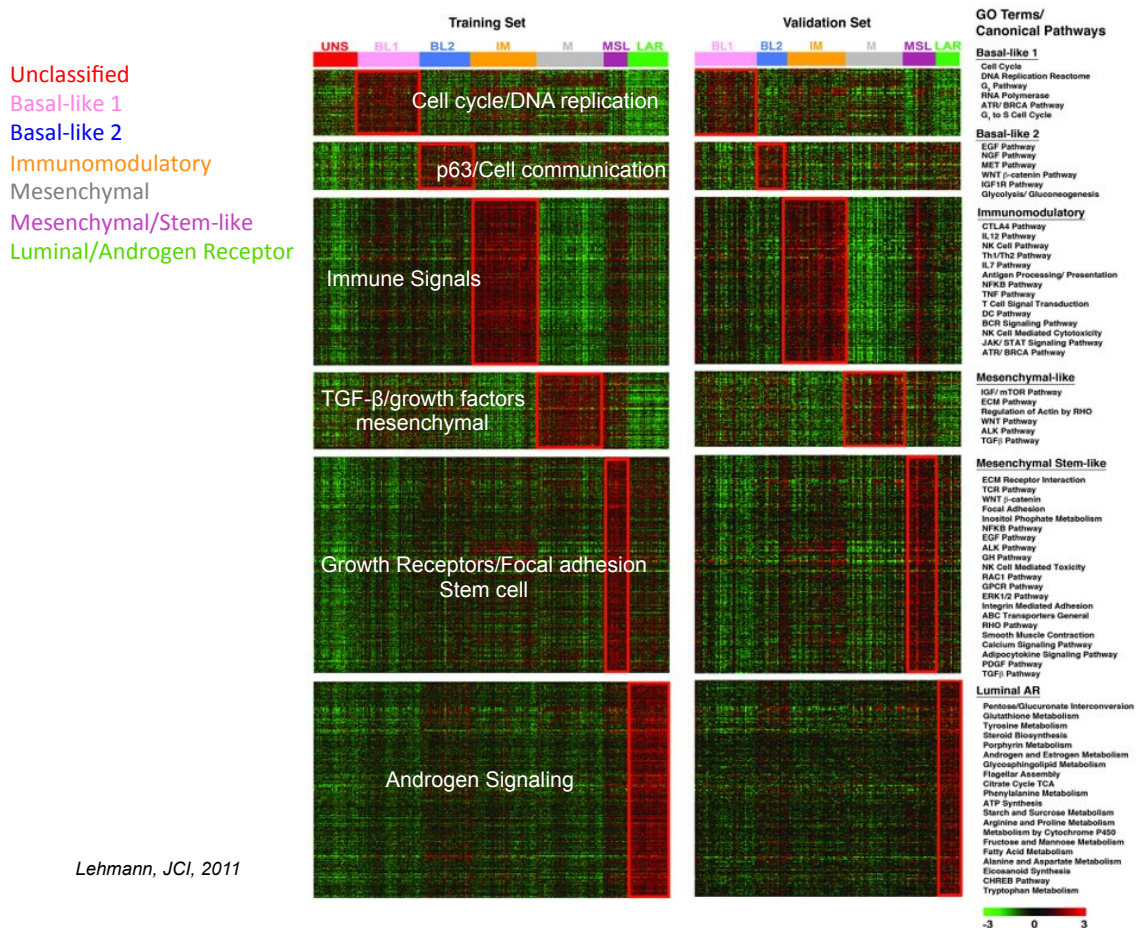 Training Set
Validation Set
GO Terms/
Canonical Pathways
UNS BL1 BL2 IM M MSL LAR
BL1 BL2 IM M MSL LAR
Unclassified
Basal-like 1
Basal-like 2
Immunomodulatory
Mesenchymal
Mesenchymal/Stem-like
Luminal/Androgen Receptor
Cell cycle/DNA replication
p63/Cell communication
Immune Signals
TGF-β/growth factors
mesenchymal
Growth Receptors/Focal adhesion
Stem cell
Androgen Signaling
Basal-like 1
Cell Cycle
DNA Replication Reactome
G₂ Pathway
RNA Polymerase
ATR/ BRCA Pathway
G₁ to S Cell Cycle
Basal-like 2
EGF Pathway
NGF Pathway
MET Pathway
WNT β-catenin Pathway
IGF1R Pathway
Glycolysis/ Gluconeogenesis
Immunomodulatory
CTLA4 Pathway
IL12 Pathway
NK Cell Pathway
Th1/Th2 Pathway
IL7 Pathway
Antigen Processing/ Presentation
NFKB Pathway
TNF Pathway
T Cell Signal Transduction
DC Pathway
BCR Signaling Pathway
NK Cell Mediated Cytotoxicity
JAK/ STAT Signaling Pathway
ATR/ BRCA Pathway
Mesenchymal-like
IGF/ mTOR Pathway
ECM Pathway
Regulation of Actin by RHO
WNT Pathway
ALK Pathway
TGFβ Pathway
Mesenchymal Stem-like
ECM Receptor Interaction
TCR Pathway
WNT β-catenin
Focal Adhesion
Inositol Phophate Metabolism
NFKB Pathway
EGF Pathway
ALK Pathway
GH Pathway
NK Cell Mediated Toxicity
RAC1 Pathway
GPCR Pathway
ERK1/2 Pathway
Integrin Mediated Adhesion
ABC Transporters General
RHO Pathway
Smooth Muscle Contraction
Calcium Signaling Pathway
Adipocytokine Signaling Pathway
PDGF Pathway
TGFβ Pathway
Luminal AR
Pentose/Glucuronate Interconversion
Glutathione Metabolism
Tyrosine Metabolism
Steroid Biosynthesis
Porphyrin Metabolism
Androgen and Estrogen Metabolism
Glycosphingolipid Metabolism
Flagellar Assembly
Citrate Cycle TCA
Phenylalanine Metabolism
ATP Synthesis
Starch and Surcrose Metabolism
Arginine and Proline Metabolism
Metabolism by Cytochrome P450
Fructose and Mannose Metabolism
Fatty Acid Metabolism
Alanine and Aspartate Metabolism
Eicosanoid Synthesis
CHREB Pathway
Tryptophan Metabolism
Lehmann, JCI, 2011
-3 0 3